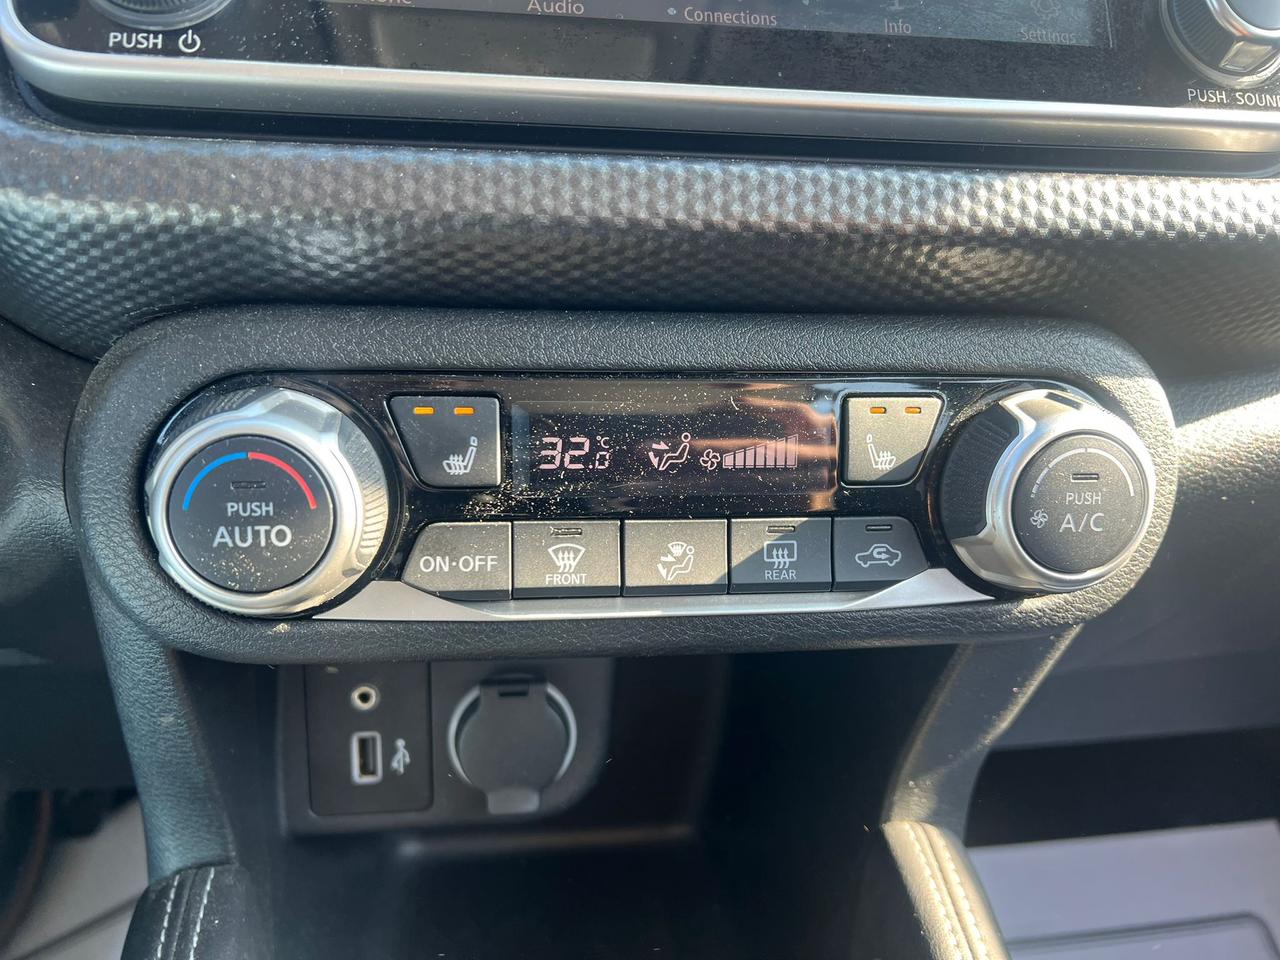 Audio
Connections
Info
Settings
PUSH
PUSH SOUND
32.0 °C
PUSH
AUTO
PUSH
A/C
ON·OFF
FRONT
REAR